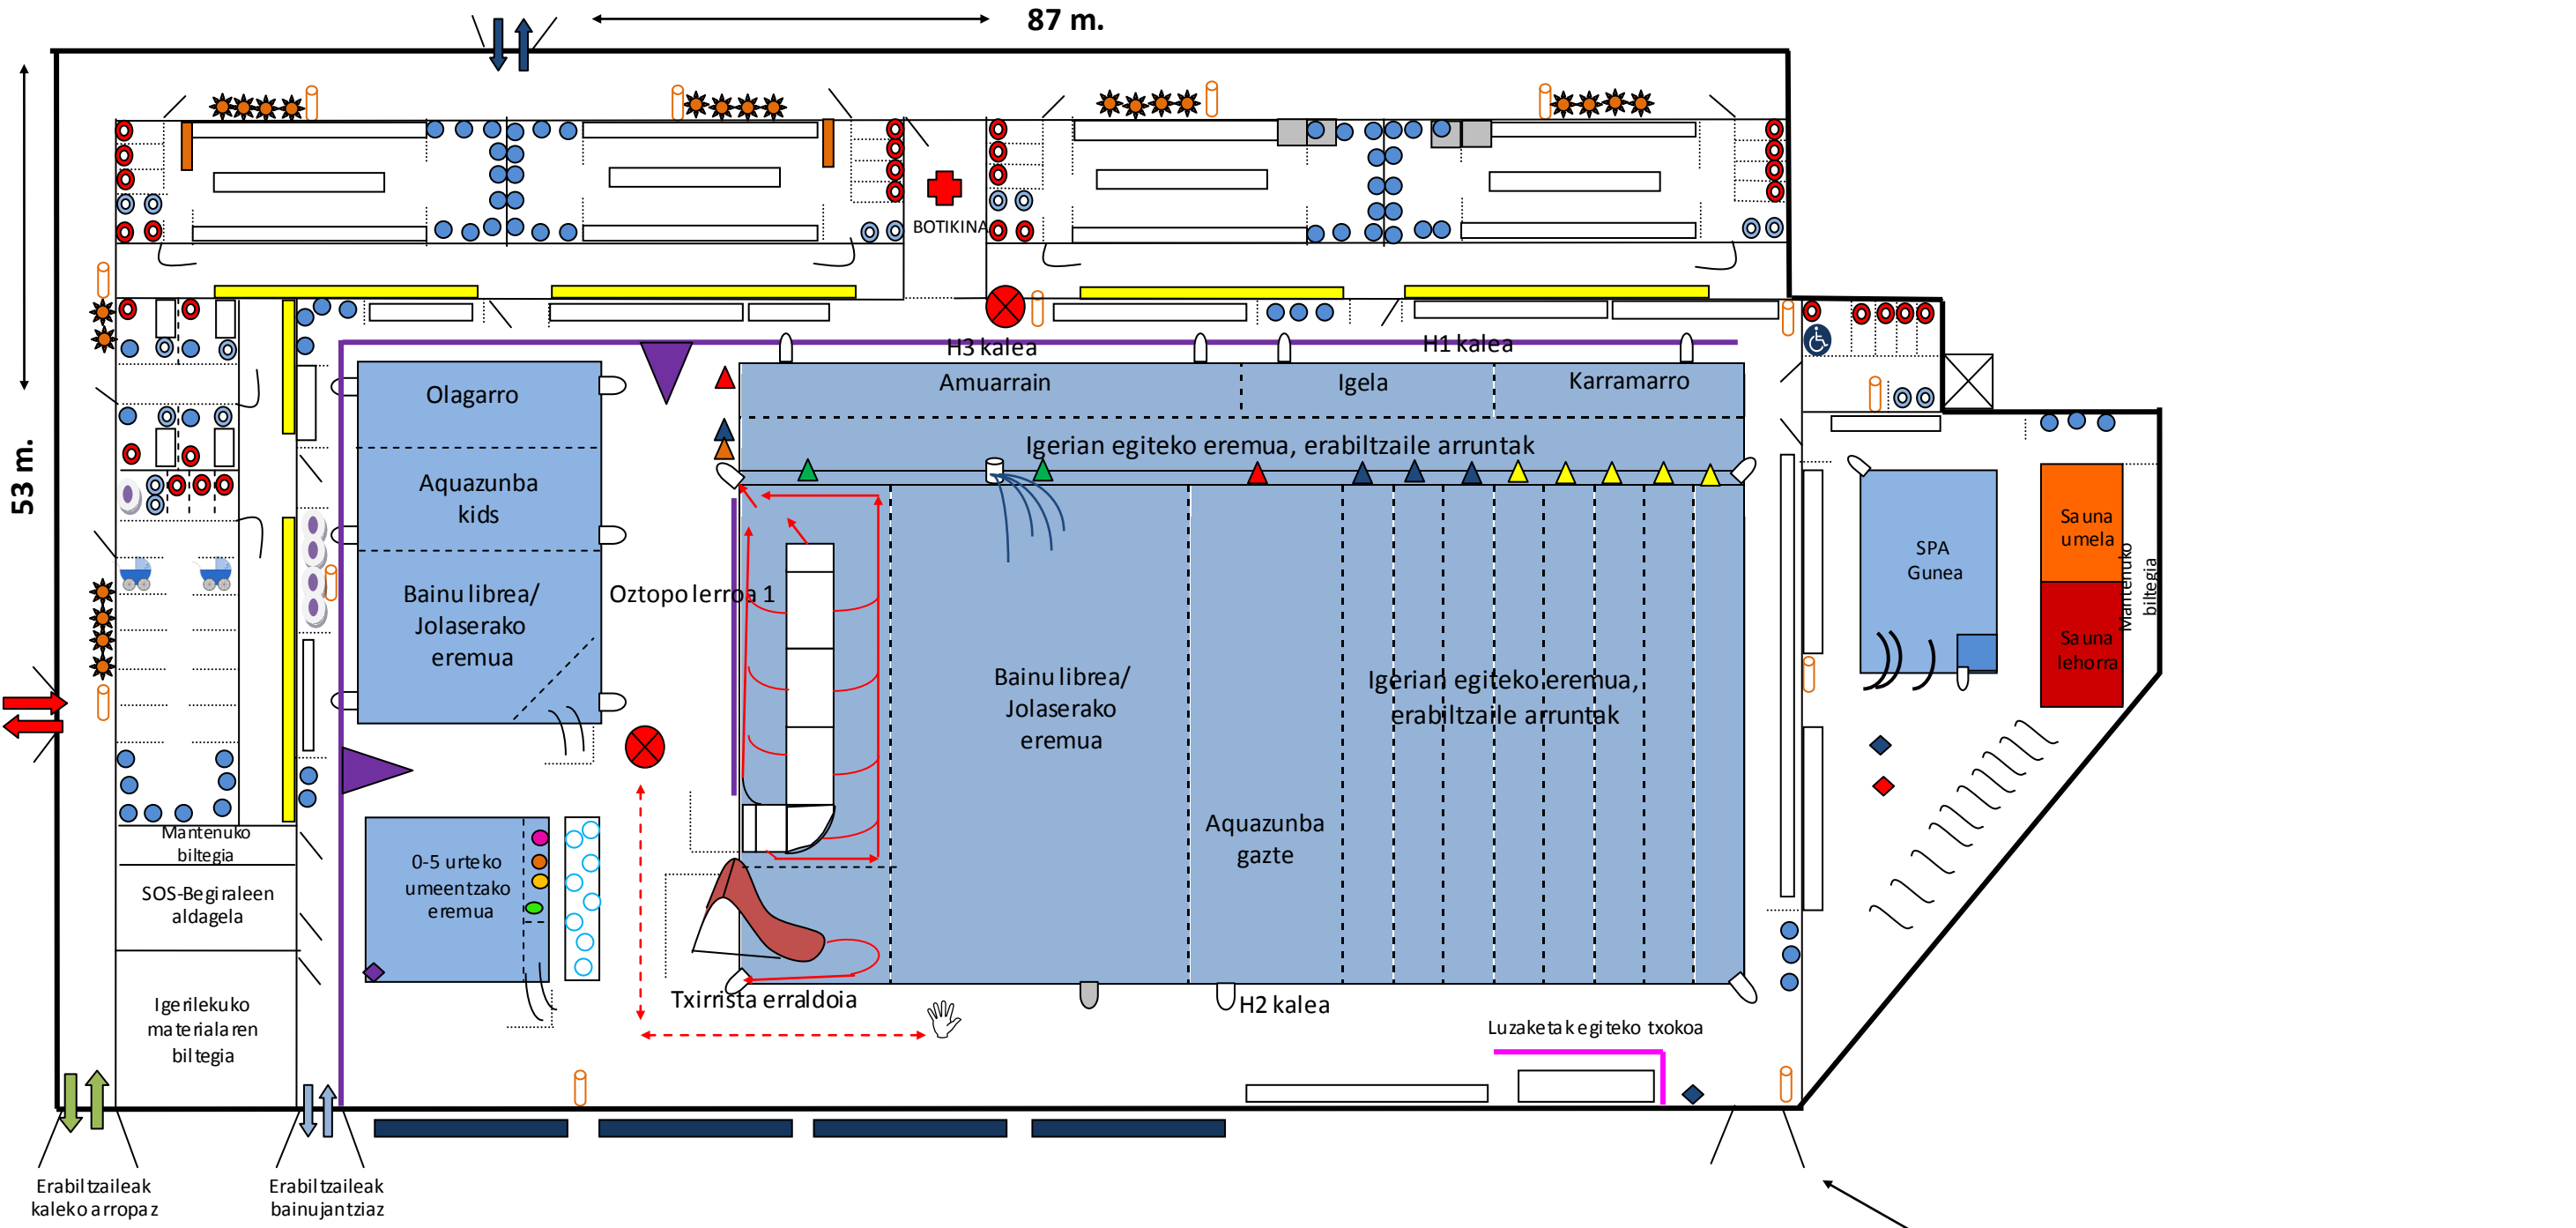 87 m.
53 m.
BOTIKINA
H3 kalea
H1 kalea
Olagarro
Amuarrain
Igela
Karramarro
Igerian egiteko eremua, erabiltzaile arruntak
Aquazunba
kids
Bainu librea/
Jolaserako
eremua
Oztopo lerroa 1
Bainu librea/
Jolaserako
eremua
Igerian egiteko eremua,
erabiltzaile arruntak
Aquazunba
gazte
SPA
Gunea
Sauna
umela
Sauna
lehorra
Mantenuko
biltegia
Mantenuko
biltegia
SOS-Begiraleen
aldagela
Igerilekuko
materialaren
biltegia
0-5 urteko
umeentzako
eremua
Txirrista erraldoia
H2 kalea
Luzaketak egiteko txokoa
Erabiltzaileak
kaleko arropaz
Erabiltzaileak
bainujantziaz